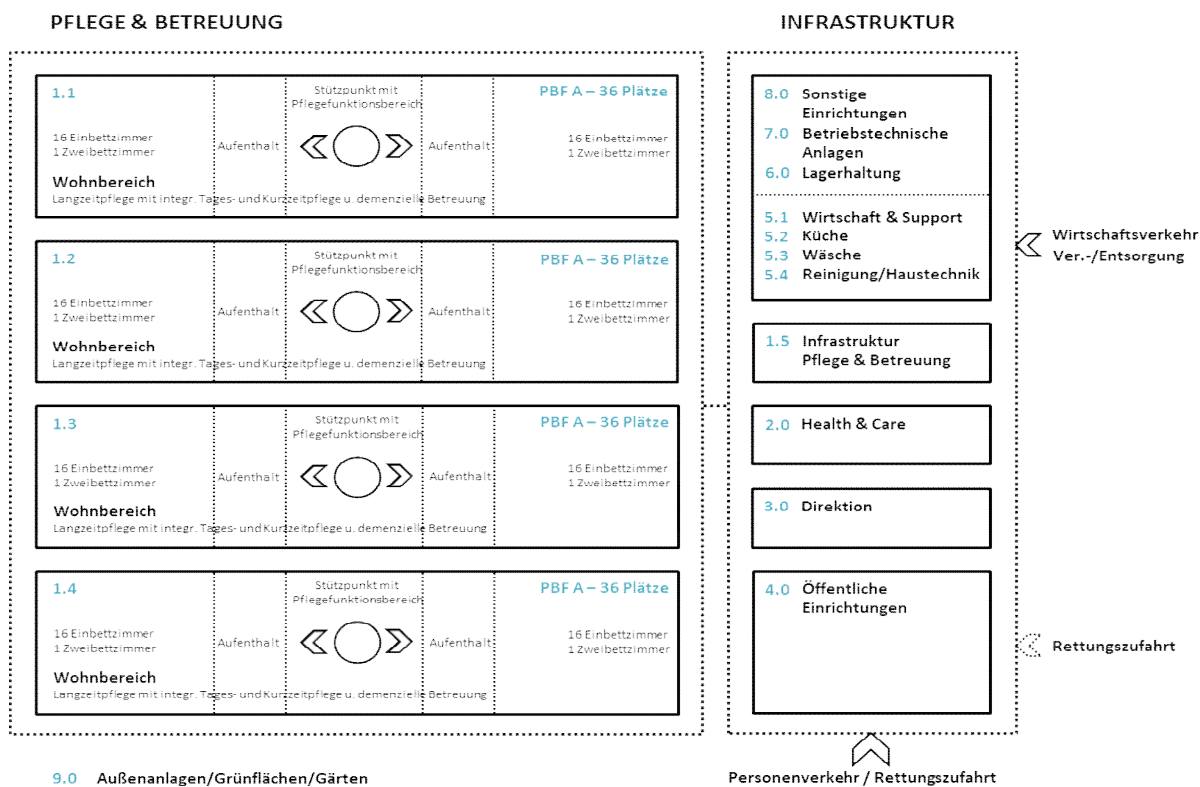 PFLEGE & BETREUUNG
1.1
Stützpunkt mit
Pflegefunktionsbereich
PBF A – 36 Plätze
16 Einbettzimmer
1 Zweibettzimmer
Aufenthalt
Aufenthalt
16 Einbettzimmer
1 Zweibettzimmer
Wohnbereich
Langzeitpflege mit integr. Tages- und Kurzzeitpflege u. demenzielle Betreuung
1.2
Stützpunkt mit
Pflegefunktionsbereich
PBF A – 36 Plätze
16 Einbettzimmer
1 Zweibettzimmer
Aufenthalt
Aufenthalt
16 Einbettzimmer
1 Zweibettzimmer
Wohnbereich
Langzeitpflege mit integr. Tages- und Kurzzeitpflege u. demenzielle Betreuung
1.3
Stützpunkt mit
Pflegefunktionsbereich
PBF A – 36 Plätze
16 Einbettzimmer
1 Zweibettzimmer
Aufenthalt
Aufenthalt
16 Einbettzimmer
1 Zweibettzimmer
Wohnbereich
Langzeitpflege mit integr. Tages- und Kurzzeitpflege u. demenzielle Betreuung
1.4
Stützpunkt mit
Pflegefunktionsbereich
PBF A – 36 Plätze
16 Einbettzimmer
1 Zweibettzimmer
Aufenthalt
Aufenthalt
16 Einbettzimmer
1 Zweibettzimmer
Wohnbereich
Langzeitpflege mit integr. Tages- und Kurzzeitpflege u. demenzielle Betreuung
9.0 Außenanlagen/Grünflächen/Gärten
INFRASTRUKTUR
8.0 Sonstige
Einrichtungen
7.0 Betriebstechnische
Anlagen
6.0 Lagerhaltung
5.1 Wirtschaft & Support
5.2 Küche
5.3 Wäsche
5.4 Reinigung/Haustechnik
Wirtschaftsverkehr
Ver.-/Entsorgung
1.5 Infrastruktur
Pflege & Betreuung
2.0 Health & Care
3.0 Direktion
4.0 Öffentliche
Einrichtungen
Rettungszufahrt
Personenverkehr / Rettungszufahrt